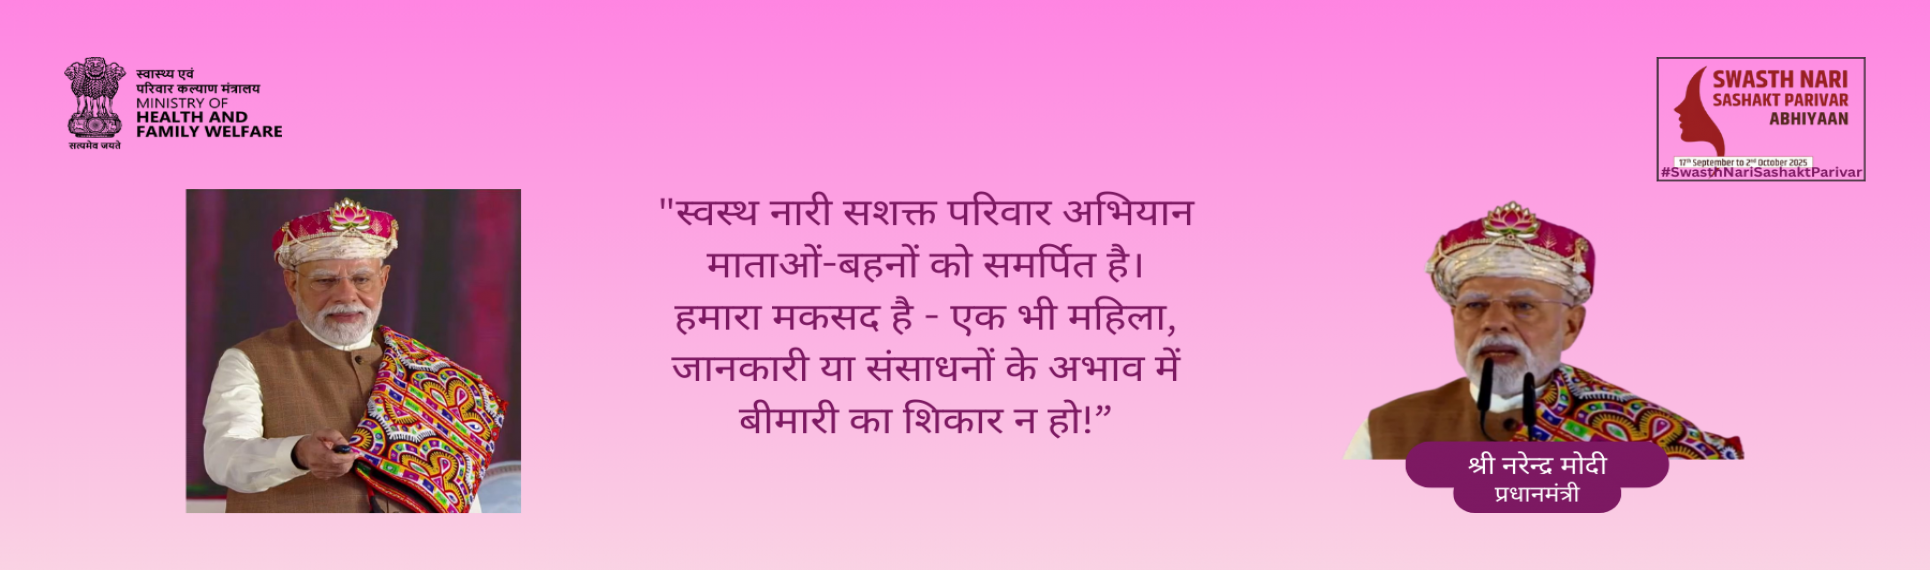 स्वास्थ्य एवं
परिवार कल्याण मंत्रालय
MINISTRY OF
HEALTH AND
FAMILY WELFARE
सत्यमेव जयते
SWASTH NARI
SASHAKT PARIVAR
ABHIYAAN
17th September to 2nd October 2025
#SwasthNariSashaktParivar
"स्वस्थ नारी सशक्त परिवार अभियान
माताओं-बहनों को समर्पित है।
हमारा मकसद है - एक भी महिला,
जानकारी या संसाधनों के अभाव में
बीमारी का शिकार न हो!”
श्री नरेन्द्र मोदी
प्रधानमंत्री